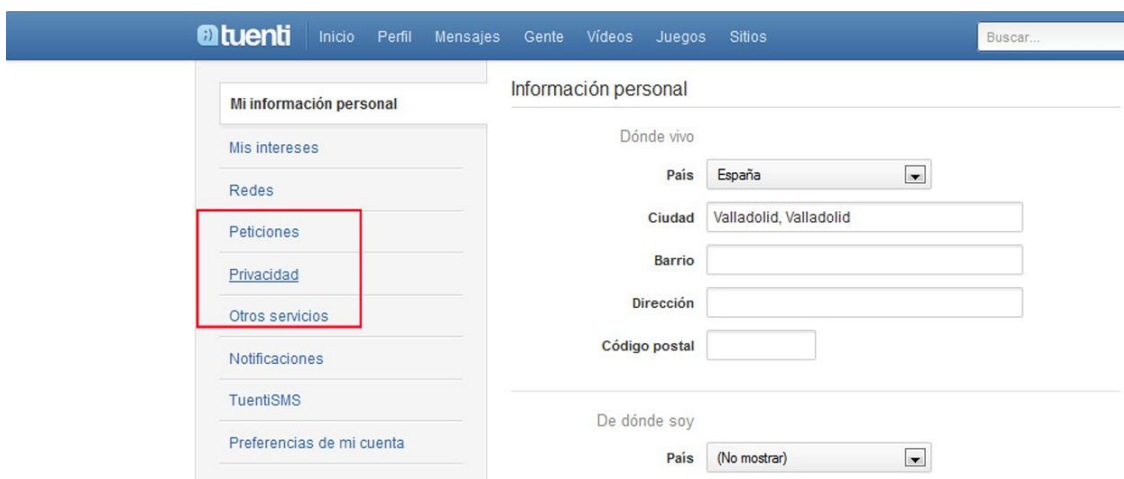 tuenti Inicio Perfil Mensajes Gente Vídeos Juegos Sitios Buscar...
Mi información personal
Mis intereses
Redes
Peticiones
Privacidad
Otros servicios
Notificaciones
TuentiSMS
Preferencias de mi cuenta
Información personal
Dónde vivo
País España
Ciudad Valladolid, Valladolid
Barrio
Dirección
Código postal
De dónde soy
País (No mostrar)